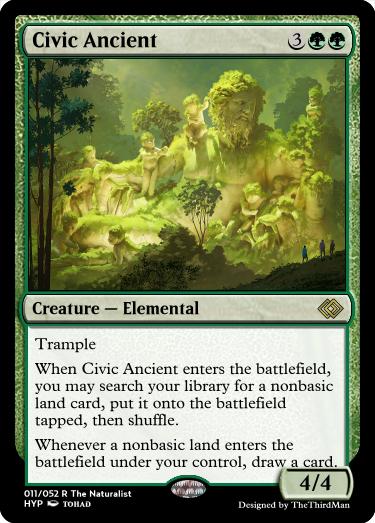 Civic Ancient 3
Creature — Elemental
Trample
When Civic Ancient enters the battlefield,
you may search your library for a nonbasic
land card, put it onto the battlefield
tapped, then shuffle.
Whenever a nonbasic land enters the
battlefield under your control, draw a card.
4/4
011/052 R The Naturalist
HYP TOHAD
Designed by TheThirdMan